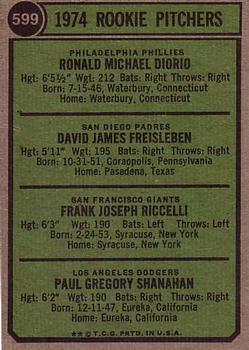 599 1974 ROOKIE PITCHERS
PHILADELPHIA PHILLIES
RONALD MICHAEL DIORIO
Hgt: 6'5½" Wgt: 212 Bats: Right Throws: Right
Born: 7-15-46, Waterbury, Connecticut
Home: Waterbury, Connecticut
SAN DIEGO PADRES
DAVID JAMES FREISLEBEN
Hgt: 5'11" Wgt: 195 Bats: Right Throws: Right
Born: 10-31-51, Coraopolis, Pennsylvania
Home: Pasadena, Texas
SAN FRANCISCO GIANTS
FRANK JOSEPH RICCELLI
Hgt: 6'3" Wgt: 190 Bats: Left Throws: Left
Born: 2-24-53, Syracuse, New York
Home: Syracuse, New York
LOS ANGELES DODGERS
PAUL GREGORY SHANAHAN
Hgt: 6'2" Wgt: 190 Bats: Right Throws: Right
Born: 12-11-47, Eureka, California
Home: Eureka, California
★★ © T.C.G. PRTD. IN U.S.A.